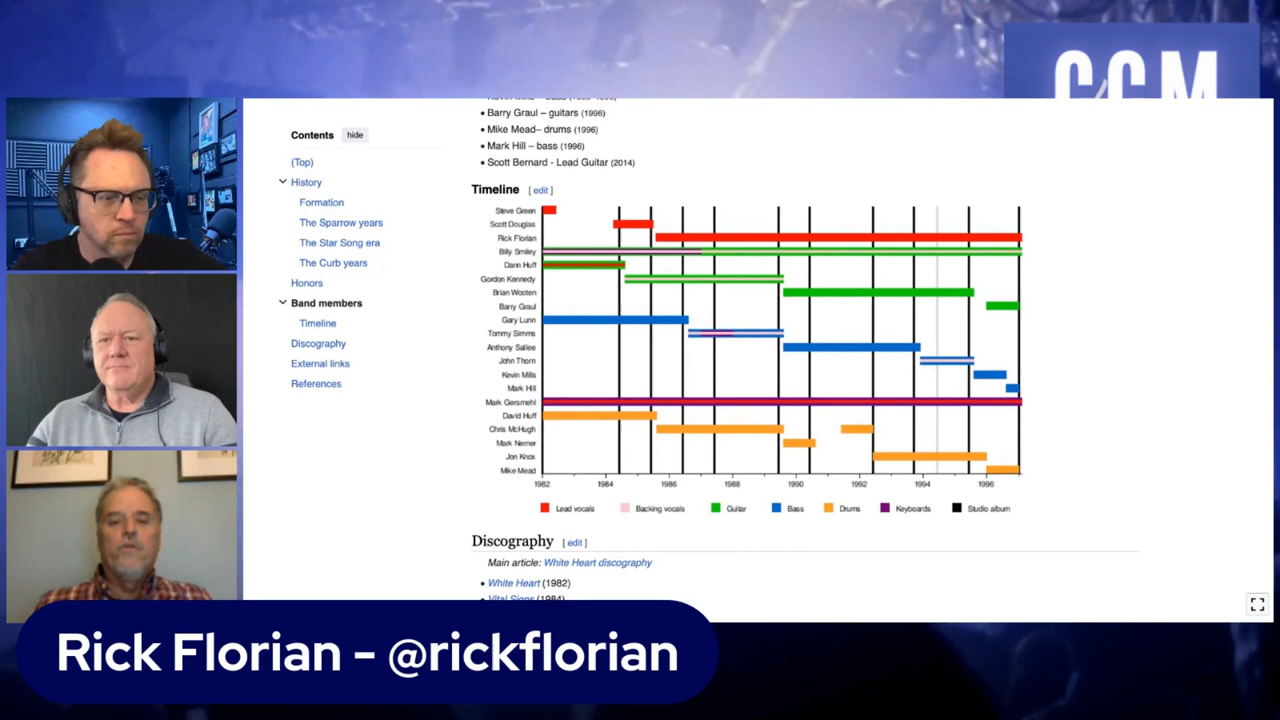 CCM
Barry Graul – guitars (1996)
Mike Mead– drums (1996)
Mark Hill – bass (1996)
Scott Bernard - Lead Guitar (2014)
Contents hide
(Top)
History
Formation
The Sparrow years
The Star Song era
The Curb years
Honors
Band members
Timeline
Discography
External links
References
Timeline [ edit ]
Steve Green
Scott Douglas
Rick Florian
Billy Smiley
Dann Huff
Gordon Kennedy
Brian Wooten
Barry Graul
Gary Lunn
Tommy Simms
Anthony Sallee
John Thorn
Kevin Mills
Mark Hill
Mark Gersmehl
David Huff
Chris McHugh
Mark Nemer
Jon Knox
Mike Mead
1982 1984 1986 1988 1990 1992 1994 1996
Lead vocals Backing vocals Guitar Bass Drums Keyboards Studio album
Discography [ edit ]
Main article: White Heart discography
White Heart (1982)
Vital Signs (1984)
Rick Florian - @rickflorian